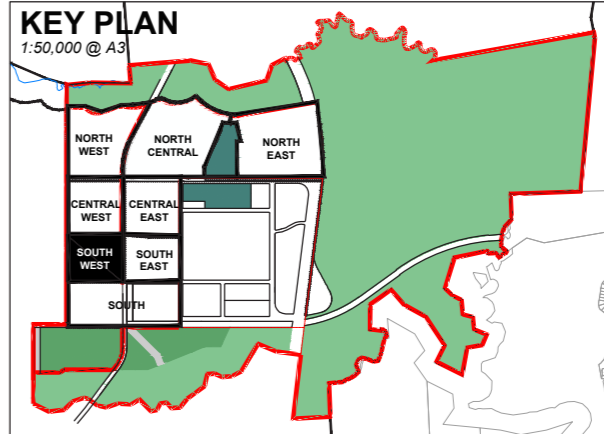 KEY PLAN
1:50,000 @ A3
NORTH
WEST
NORTH
CENTRAL
NORTH
EAST
CENTRAL
WEST
CENTRAL
EAST
SOUTH
WEST
SOUTH
EAST
SOUTH